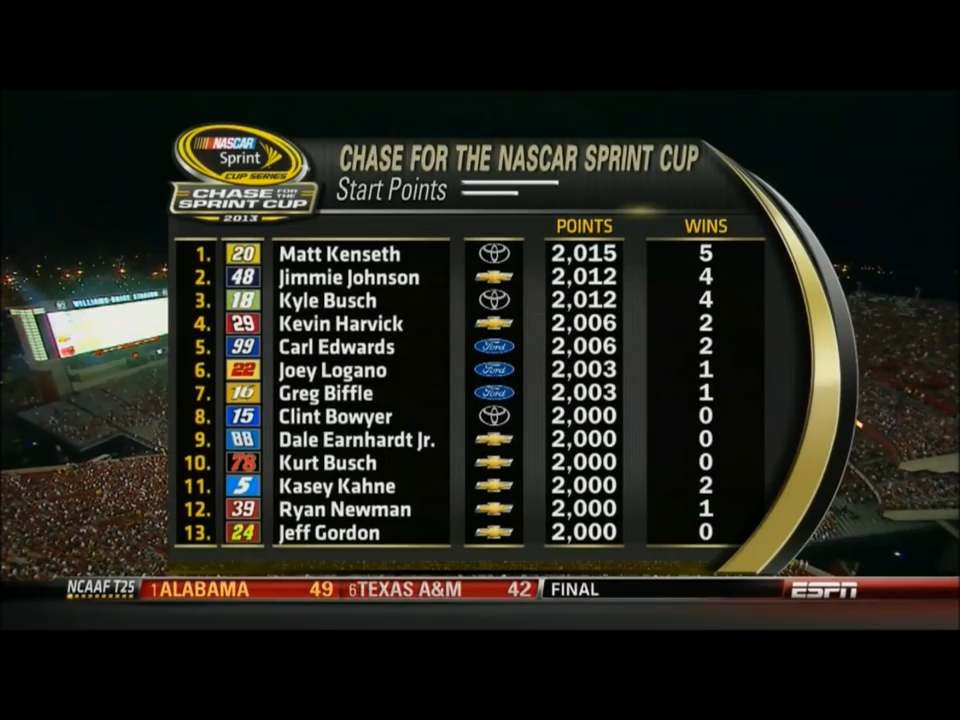 NASCAR
Sprint
CUP SERIES
CHASE FOR THE
SPRINT CUP
2013
CHASE FOR THE NASCAR SPRINT CUP
Start Points
POINTS WINS
1. 20 Matt Kenseth 2,015 5
2. 48 Jimmie Johnson 2,012 4
3. 18 Kyle Busch 2,012 4
4. 29 Kevin Harvick 2,006 2
5. 99 Carl Edwards Ford 2,006 2
6. 22 Joey Logano Ford 2,003 1
7. 16 Greg Biffle Ford 2,003 1
8. 15 Clint Bowyer 2,000 0
9. 88 Dale Earnhardt Jr. 2,000 0
10. 78 Kurt Busch 2,000 0
11. 5 Kasey Kahne 2,000 2
12. 39 Ryan Newman 2,000 1
13. 24 Jeff Gordon 2,000 0
WILLIAMS-BRICE STADIUM
NCAAF T25 1 ALABAMA 49 6 TEXAS A&M 42 FINAL ESPN